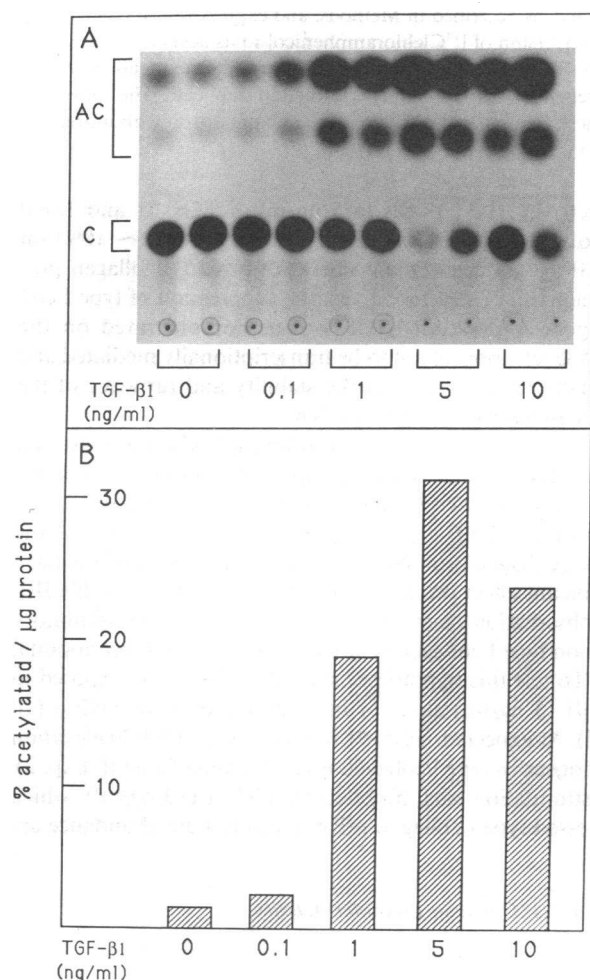 A
AC
C
TGF-β1 0 0.1 1 5 10
(ng/ml)
B
30
20
10
% acetylated / μg protein
TGF-β1 0 0.1 1 5 10
(ng/ml)